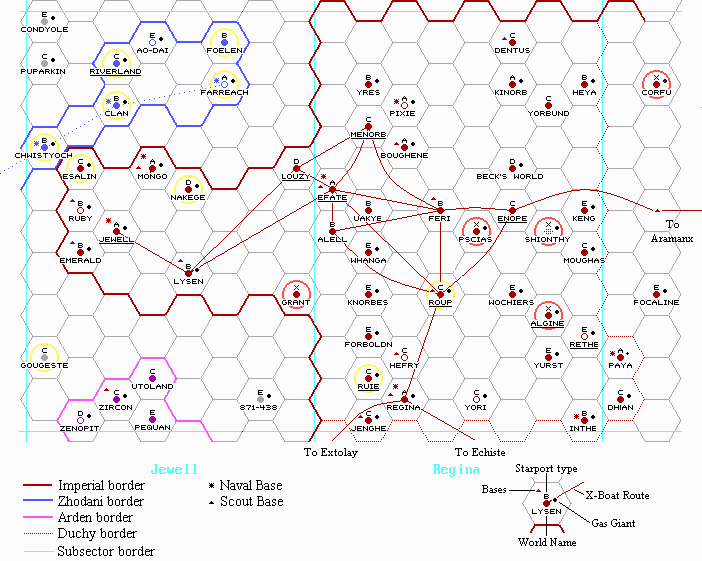 E
CONDYOLE
E
AO-DAI
B
FOELEN
C
DENTUS
C
PUPARKIN
C
RIVERLAND
A
FARREACH
B
YRES
A
KINORB
B
HEYA
X
CORFU
B
CLAN
A
PIXIE
C
YORBUND
C
MENORB
B
CHWISTYOCH
A
BOUGHENE
C
ESALIN
A
MONGO
D
LOUZY
D
BECK'S WORLD
D
NAKEGE
A
EFATE
B
RUBY
B
UAKYE
B
FERI
C
ENOPE
E
KENG
To
Aramanx
A
JEWELL
B
ALELL
X
PSCIAS
X
SHIONTHY
B
EMERALD
E
WHANGA
C
MOUGHAS
B
LYSEN
X
GRANT
E
KNORBES
C
ROUP
E
WOCHIERS
E
FOCALINE
X
ALGINE
E
FORBOLDN
E
RETHE
C
GOUGESTE
C
HEFRY
E
YURST
A
PAYA
C
UTOLAND
C
RUIE
C
ZIRCON
E
871-438
A
REGINA
C
YORI
C
DHIAN
D
ZENOPIT
E
PEQUAN
C
JENGHE
B
INTHE
To Extolay
To Echiste
Jewell
Regina
Starport type
Imperial border
Naval Base
Bases
X-Boat Route
Zhodani border
Scout Base
B
LYSEN
Arden border
Gas Giant
Duchy border
World Name
Subsector border